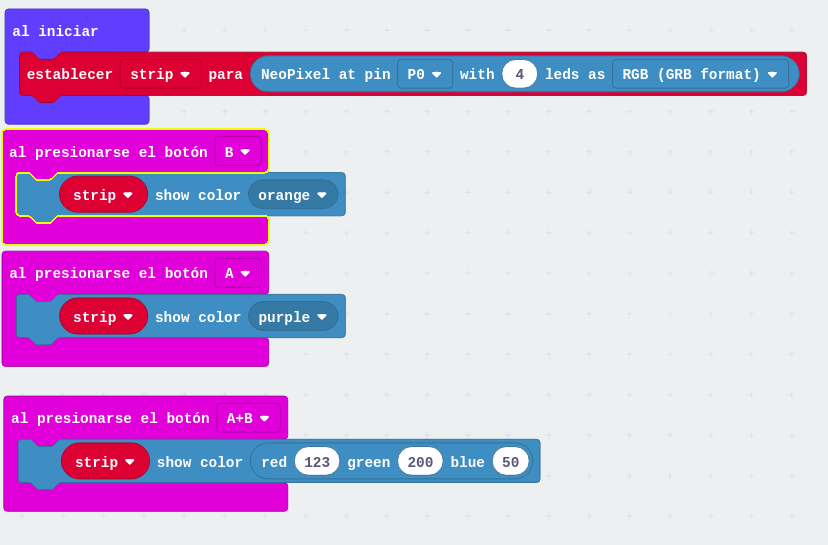 al iniciar
establecer strip para NeoPixel at pin P0 with 4 leds as RGB (GRB format)
al presionarse el botón B
strip show color orange
al presionarse el botón A
strip show color purple
al presionarse el botón A+B
strip show color red 123 green 200 blue 50